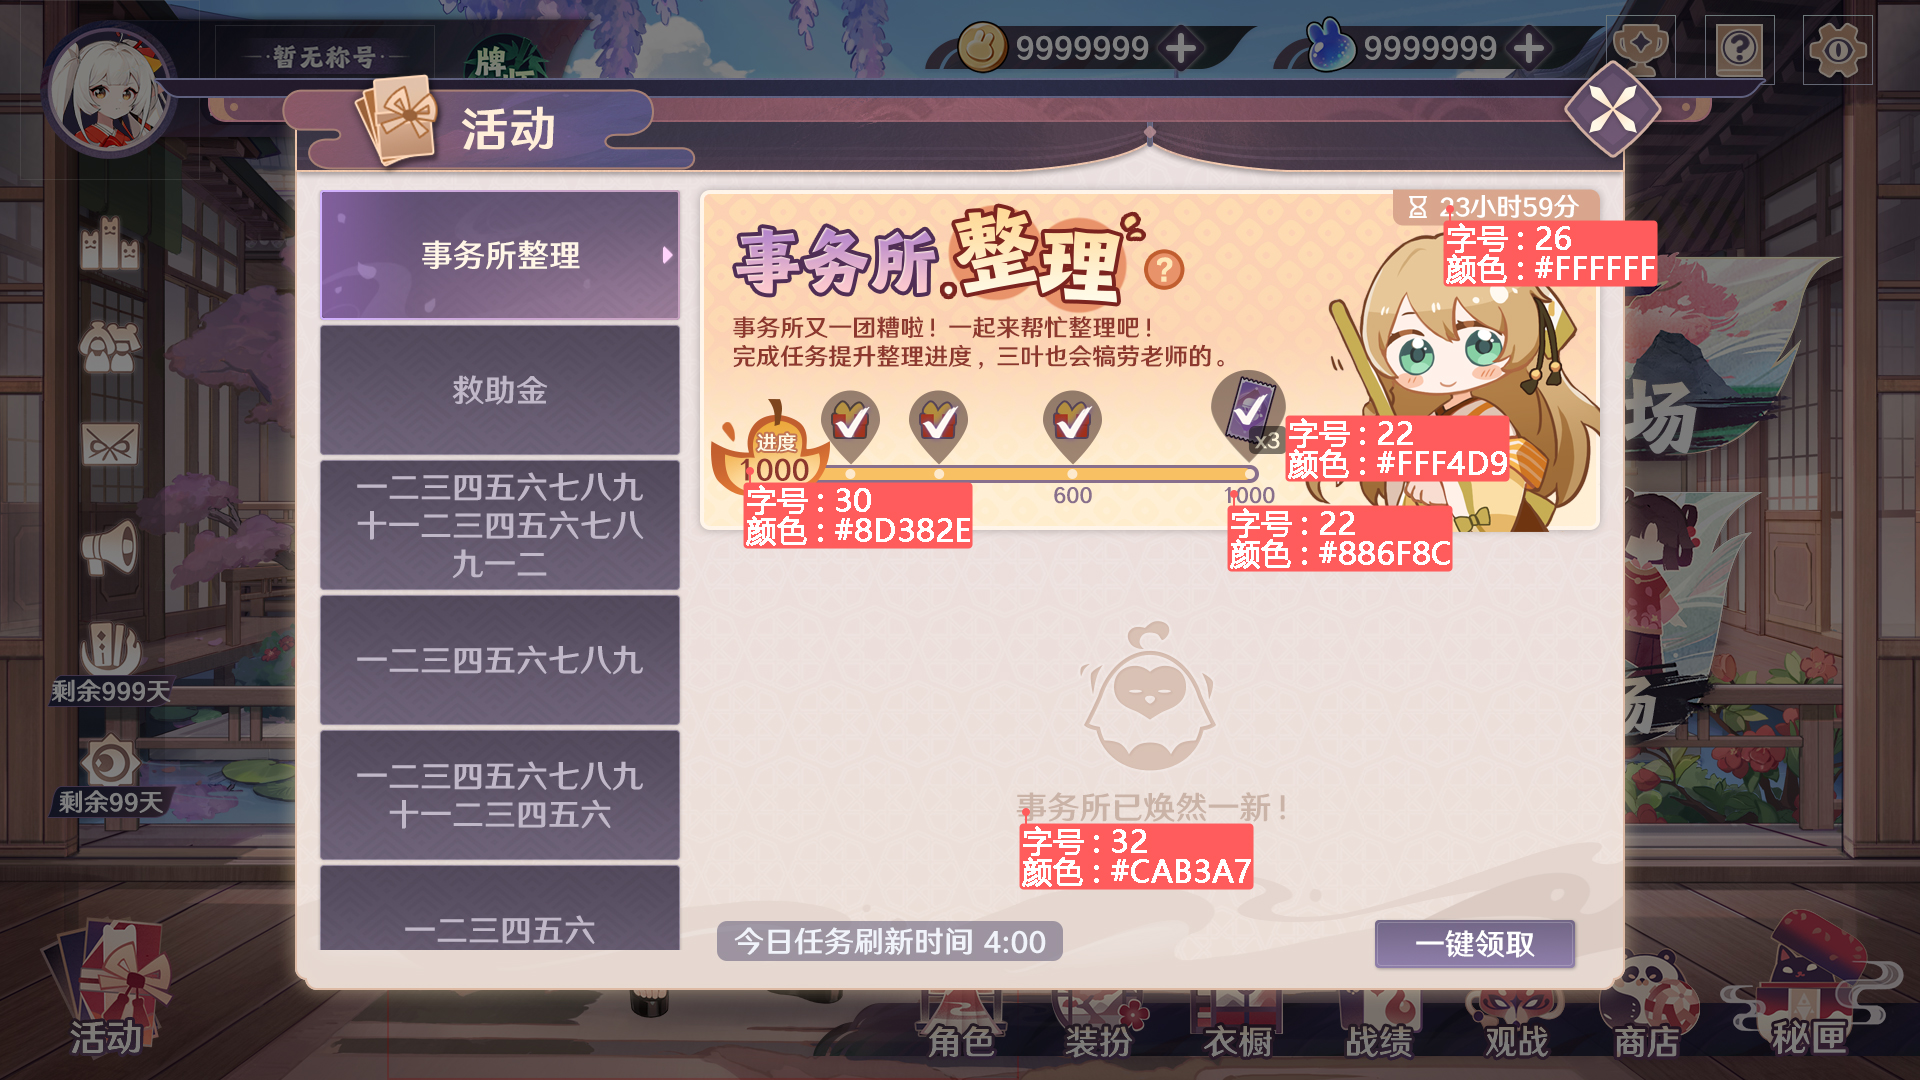 暂无称号
牌
9999999
9999999
活动
事务所整理
救助金
一二三四五六七八九
十一二三四五六七八
九一二
一二三四五六七八九
一二三四五六七八九
十一二三四五六
一二三四五六
23小时59分
字号：26
颜色：#FFFFFF
事务所整理
?
事务所又一团糟啦！一起来帮忙整理吧！
完成任务提升整理进度，三叶也会犒劳老师的。
进度
1000
x3
字号：22
颜色：#FFF4D9
600
1000
字号：30
颜色：#8D382E
字号：22
颜色：#886F8C
事务所已焕然一新！
字号：32
颜色：#CAB3A7
今日任务刷新时间 4:00
一键领取
剩余999天
剩余99天
场
场
活动
角色
装扮
衣橱
战绩
观战
商店
秘匣